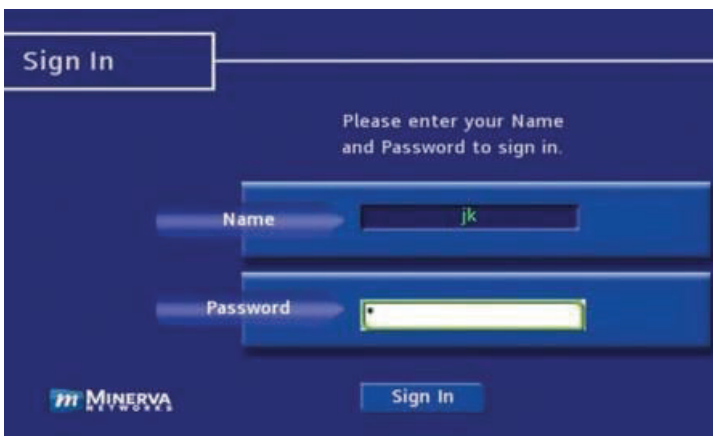 Sign In
Please enter your Name
and Password to sign in.
Name
jk
Password
•
Sign In
m MINERVA
NETWORKS